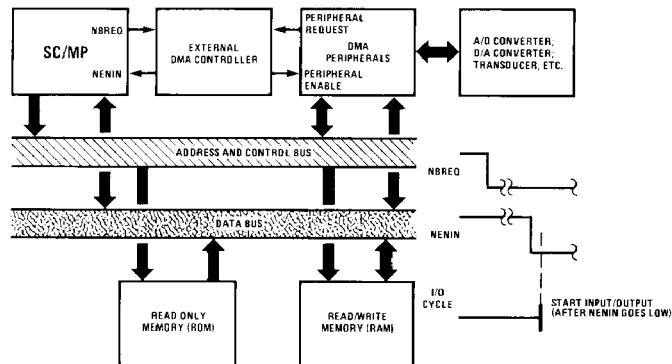 SC/MP
NBREQ
NENIN
EXTERNAL
DMA CONTROLLER
PERIPHERAL
REQUEST
DMA
PERIPHERALS
PERIPHERAL
ENABLE
A/D CONVERTER;
D/A CONVERTER;
TRANSDUCER, ETC.
ADDRESS AND CONTROL BUS
DATA BUS
READ ONLY
MEMORY (ROM)
READ/WRITE
MEMORY (RAM)
NBREQ
NENIN
I/O
CYCLE
START INPUT/OUTPUT
(AFTER NENIN GOES LOW)